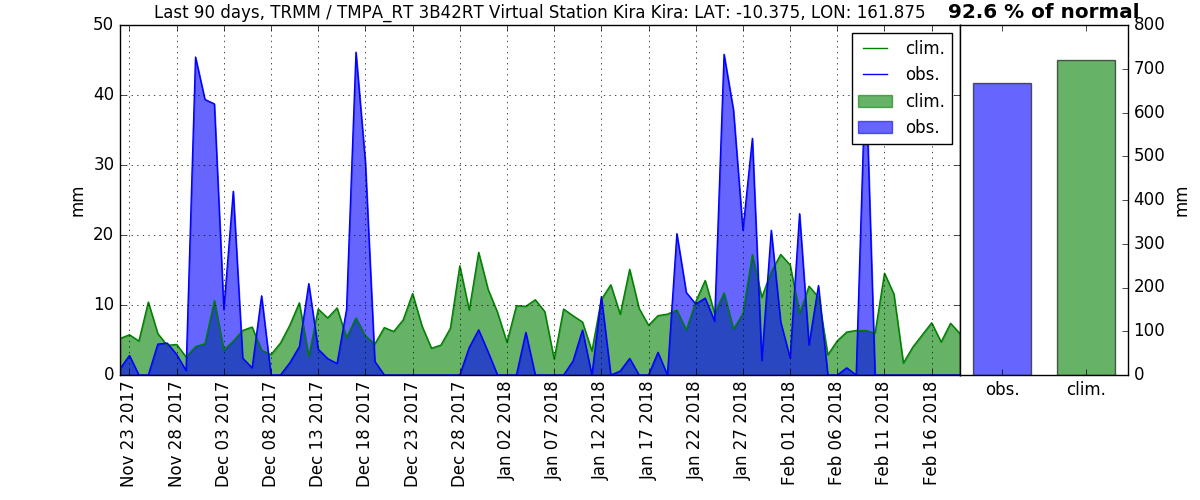 Last 90 days, TRMM / TMPA_RT 3B42RT Virtual Station Kira Kira: LAT: -10.375, LON: 161.875
92.6 % of normal
50
40
30
20
10
0
mm
clim.
obs.
clim.
obs.
800
700
600
500
400
300
200
100
0
mm
obs.
clim.
Nov 23 2017
Nov 28 2017
Dec 03 2017
Dec 08 2017
Dec 13 2017
Dec 18 2017
Dec 23 2017
Dec 28 2017
Jan 02 2018
Jan 07 2018
Jan 12 2018
Jan 17 2018
Jan 22 2018
Jan 27 2018
Feb 01 2018
Feb 06 2018
Feb 11 2018
Feb 16 2018